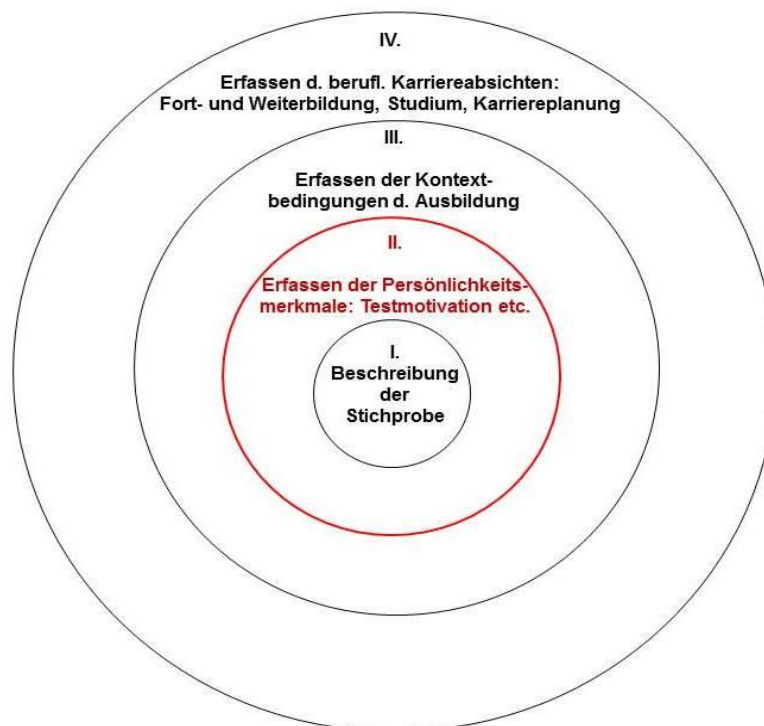 IV.
Erfassen d. berufl. Karriereabsichten:
Fort- und Weiterbildung, Studium, Karriereplanung
III.
Erfassen der Kontext-
bedingungen d. Ausbildung
II.
Erfassen der Persönlichkeits-
merkmale: Testmotivation etc.
I.
Beschreibung
der
Stichprobe